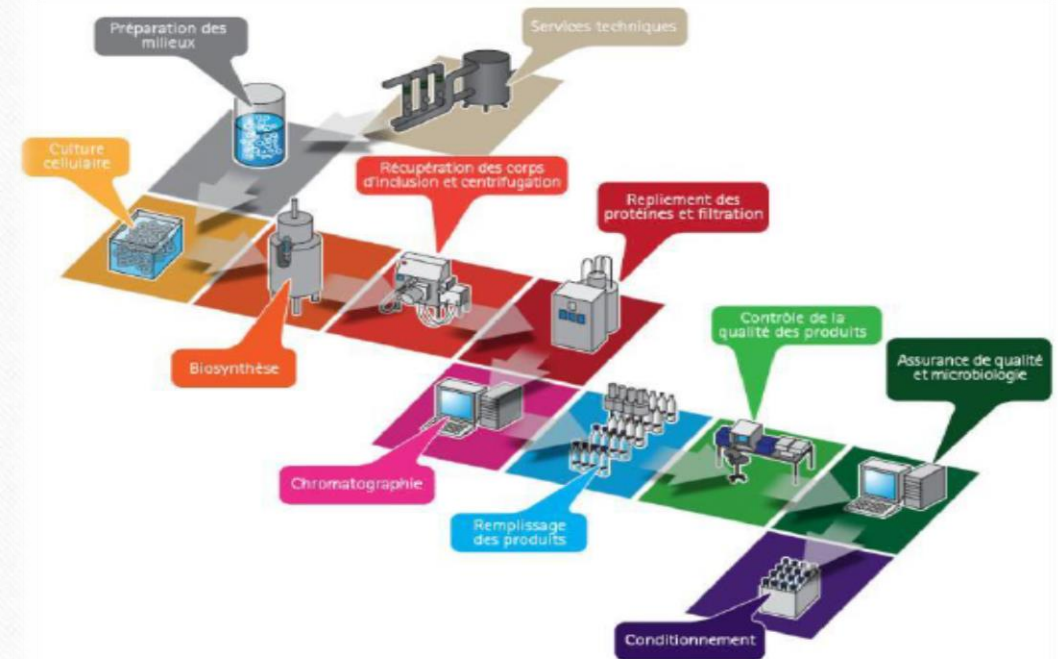 Préparation des
milieux
Services techniques
Culture
cellulaire
Récupération des corps
d'inclusion et centrifugation
Repliement des
protéines et filtration
Biosynthèse
Contrôle de la
qualité des produits
Assurance de qualité
et microbiologie
Chromatographie
Remplissage
des produits
Conditionnement